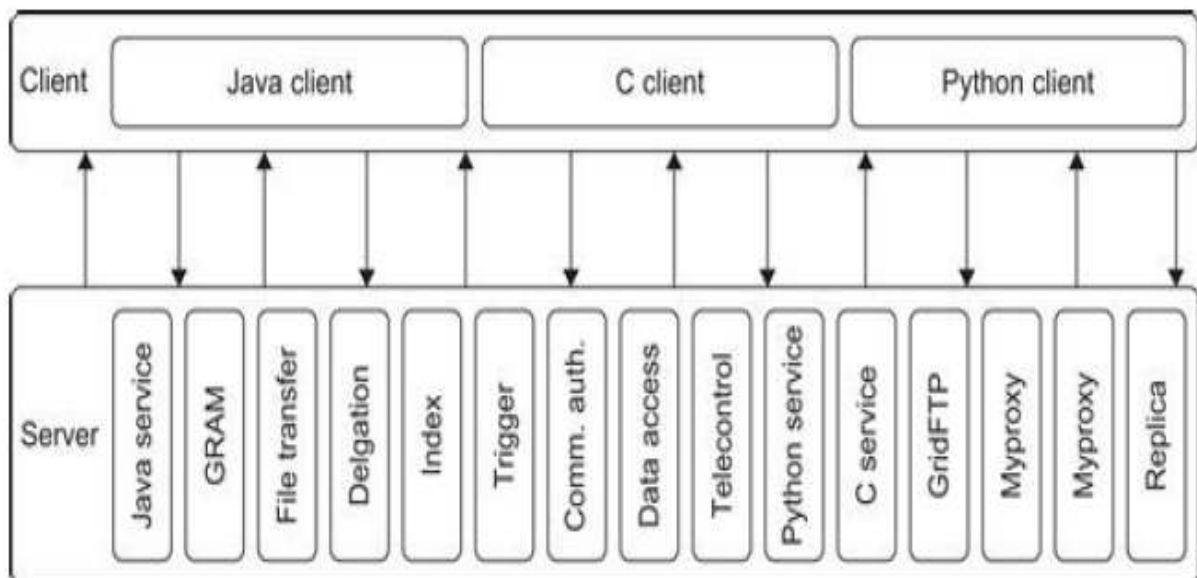 Client
Java client
C client
Python client
Server
Java service
GRAM
File transfer
Delgation
Index
Trigger
Comm. auth.
Data access
Telecontrol
Python service
C service
GridFTP
Myproxy
Myproxy
Replica